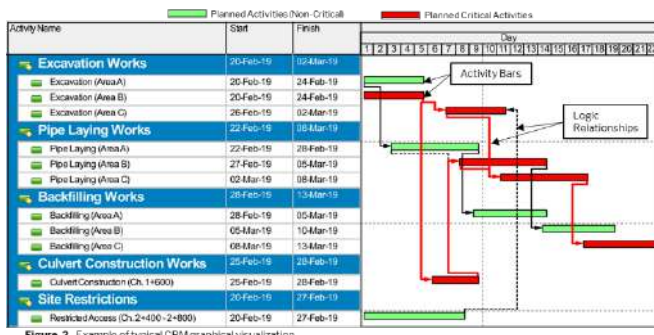 Planned Activities (Non-Critical) Planned Critical Activities
Activity Name Start Finish Day
1 2 3 4 5 6 7 8 9 10 11 12 13 14 15 16 17 18 19 20 21 22
Excavation Works 20-Feb-19 02-Mar-19
Excavation (Area A) 20-Feb-19 24-Feb-19
Activity Bars
Excavation (Area B) 20-Feb-19 24-Feb-19
Excavation (Area C) 26-Feb-19 02-Mar-19
Logic Relationships
Pipe Laying Works 22-Feb-19 08-Mar-19
Pipe Laying (Area A) 22-Feb-19 28-Feb-19
Pipe Laying (Area B) 27-Feb-19 05-Mar-19
Pipe Laying (Area C) 02-Mar-19 08-Mar-19
Backfilling Works 28-Feb-19 13-Mar-19
Backfilling (Area A) 28-Feb-19 05-Mar-19
Backfilling (Area B) 05-Mar-19 10-Mar-19
Backfilling (Area C) 08-Mar-19 13-Mar-19
Culvert Construction Works 25-Feb-19 28-Feb-19
Culvert Construction (Ch. 1+600) 25-Feb-19 28-Feb-19
Site Restrictions 20-Feb-19 27-Feb-19
Restricted Access (Ch. 2+400 - 2+800) 20-Feb-19 27-Feb-19
Figure 2. Example of typical CPM graphical visualization